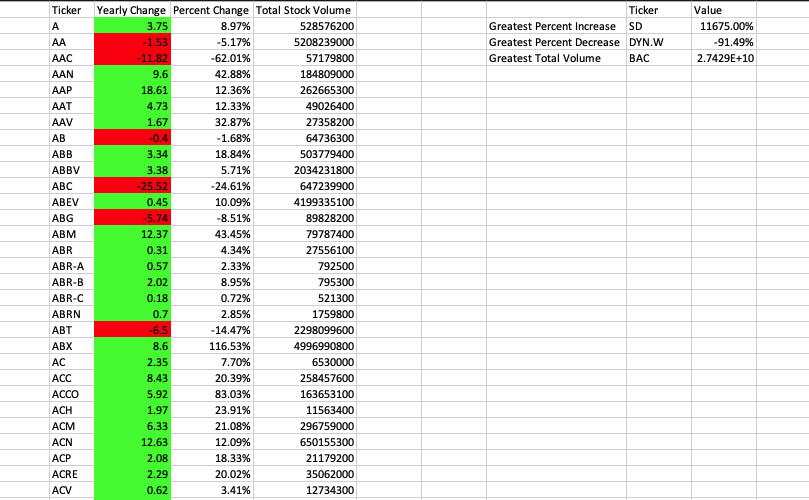 Ticker Yearly Change Percent Change Total Stock Volume Ticker Value
A 3.75 8.97% 528576200 Greatest Percent Increase SD 11675.00%
AA -1.53 -5.17% 5208239000 Greatest Percent Decrease DYN.W -91.49%
AAC -11.82 -62.01% 57179800 Greatest Total Volume BAC 2.7429E+10
AAN 9.6 42.88% 184809000
AAP 18.61 12.36% 262665300
AAT 4.73 12.33% 49026400
AAV 1.67 32.87% 27358200
AB -0.4 -1.68% 64736300
ABB 3.34 18.84% 503779400
ABBV 3.38 5.71% 2034231800
ABC -25.52 -24.61% 647239900
ABEV 0.45 10.09% 4199335100
ABG -5.74 -8.51% 89828200
ABM 12.37 43.45% 79787400
ABR 0.31 4.34% 27556100
ABR-A 0.57 2.33% 792500
ABR-B 2.02 8.95% 795300
ABR-C 0.18 0.72% 521300
ABRN 0.7 2.85% 1759800
ABT -6.5 -14.47% 2298099600
ABX 8.6 116.53% 4996990800
AC 2.35 7.70% 6530000
ACC 8.43 20.39% 258457600
ACCO 5.92 83.03% 163653100
ACH 1.97 23.91% 11563400
ACM 6.33 21.08% 296759000
ACN 12.63 12.09% 650155300
ACP 2.08 18.33% 21179200
ACRE 2.29 20.02% 35062000
ACV 0.62 3.41% 12734300